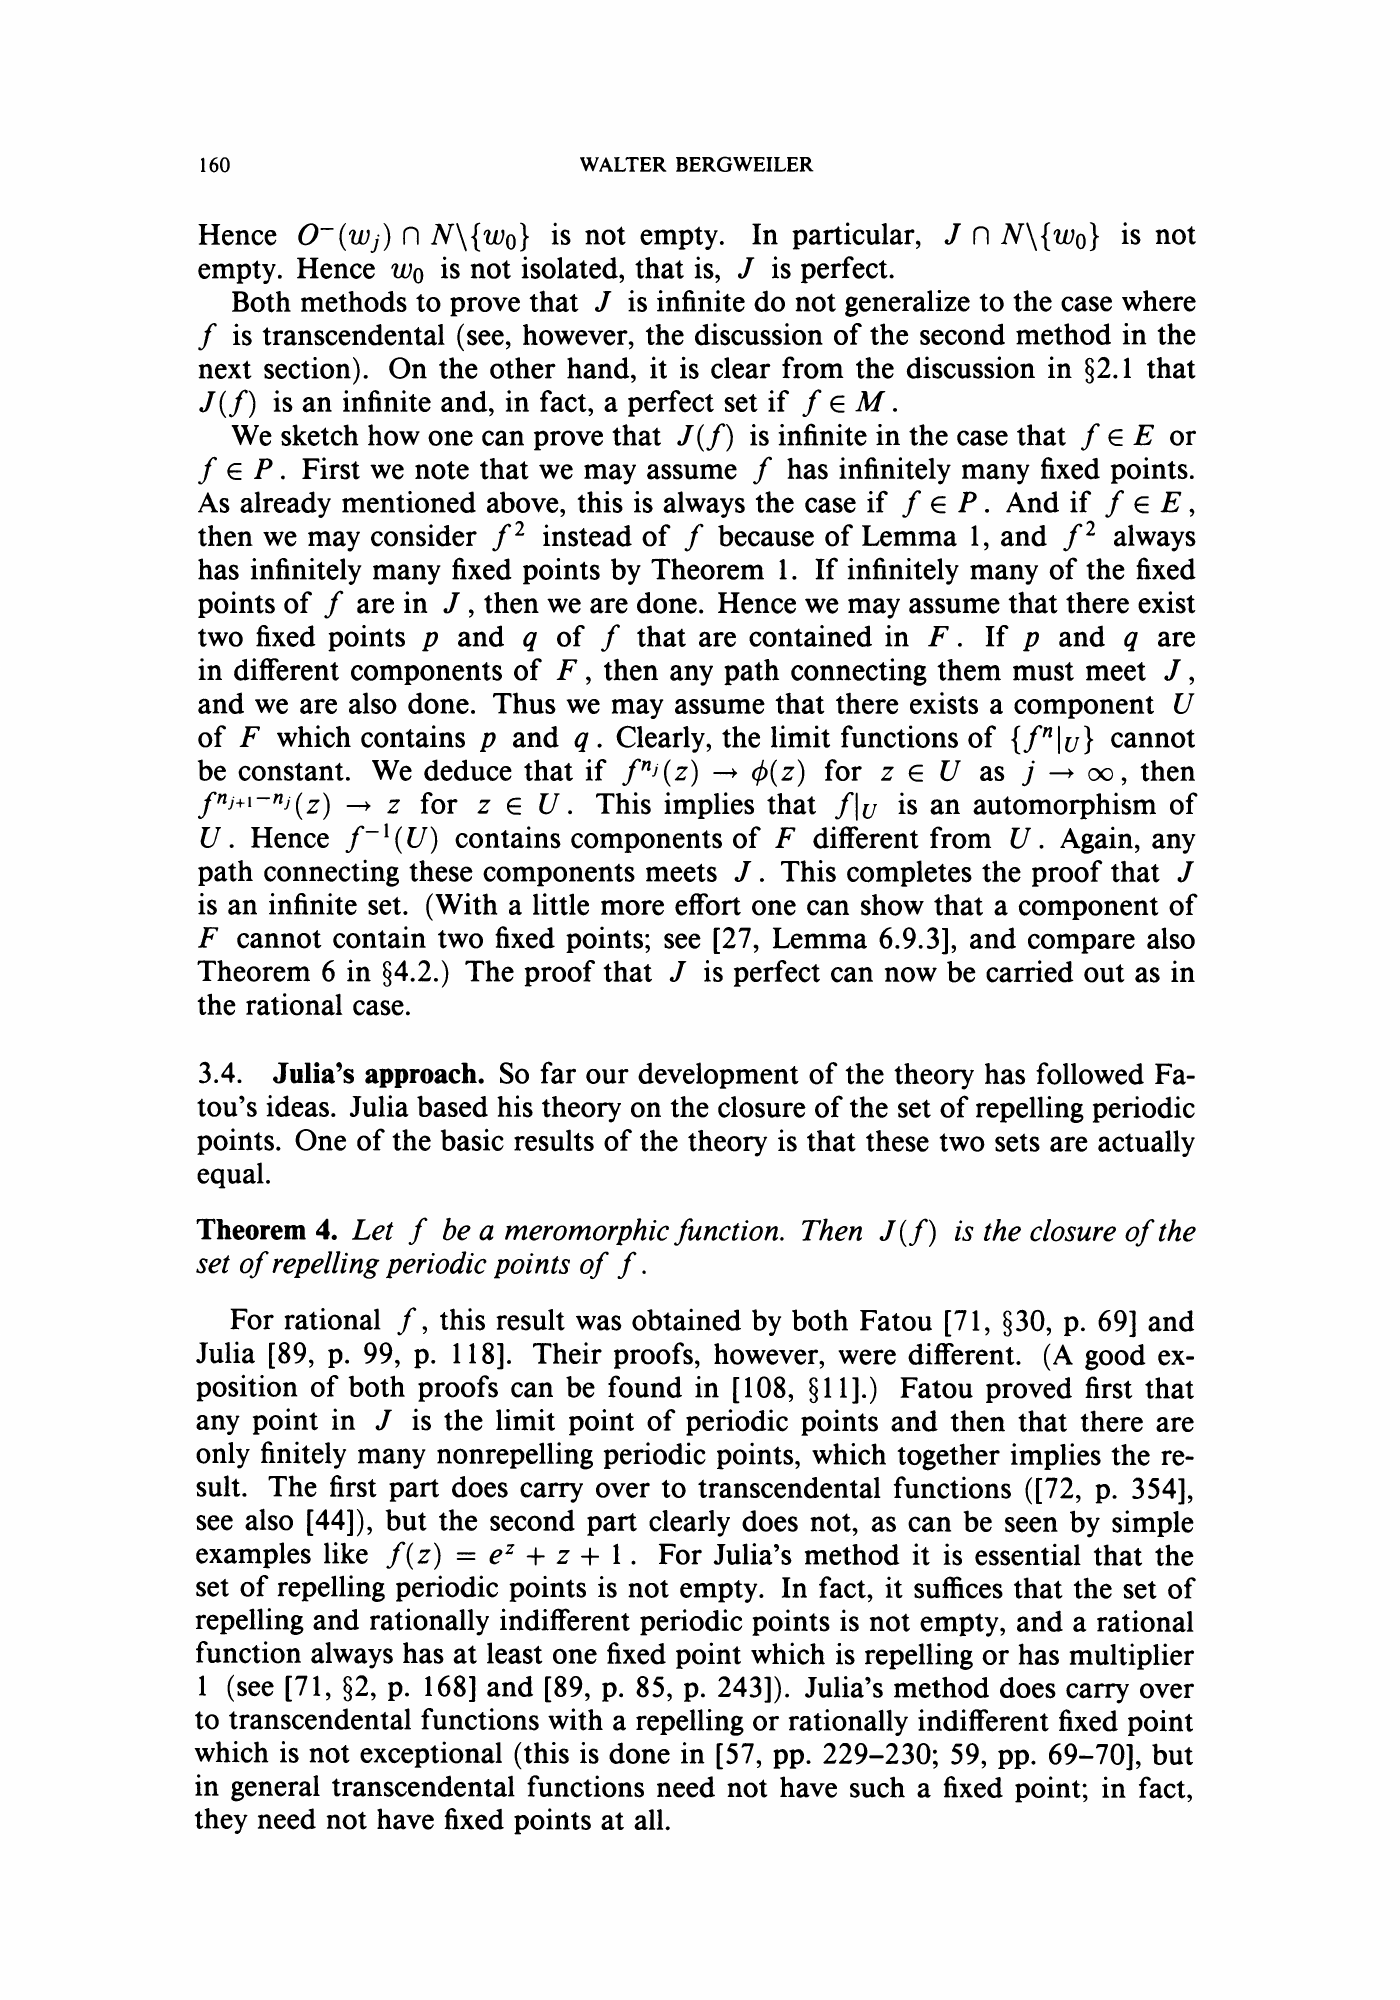 160 WALTER BERGWEILER
Hence O⁻(w_j) ∩ N\{w₀} is not empty. In particular, J ∩ N\{w₀} is not
empty. Hence w₀ is not isolated, that is, J is perfect.
Both methods to prove that J is infinite do not generalize to the case where
f is transcendental (see, however, the discussion of the second method in the
next section). On the other hand, it is clear from the discussion in §2.1 that
J(f) is an infinite and, in fact, a perfect set if f ∈ M.
We sketch how one can prove that J(f) is infinite in the case that f ∈ E or
f ∈ P. First we note that we may assume f has infinitely many fixed points.
As already mentioned above, this is always the case if f ∈ P. And if f ∈ E,
then we may consider f² instead of f because of Lemma 1, and f² always
has infinitely many fixed points by Theorem 1. If infinitely many of the fixed
points of f are in J, then we are done. Hence we may assume that there exist
two fixed points p and q of f that are contained in F. If p and q are
in different components of F, then any path connecting them must meet J,
and we are also done. Thus we may assume that there exists a component U
of F which contains p and q. Clearly, the limit functions of {fⁿ|_U} cannot
be constant. We deduce that if f^{n_j}(z) → ϕ(z) for z ∈ U as j → ∞, then
f^{n_{j+1}−n_j}(z) → z for z ∈ U. This implies that f|_U is an automorphism of
U. Hence f⁻¹(U) contains components of F different from U. Again, any
path connecting these components meets J. This completes the proof that J
is an infinite set. (With a little more effort one can show that a component of
F cannot contain two fixed points; see [27, Lemma 6.9.3], and compare also
Theorem 6 in §4.2.) The proof that J is perfect can now be carried out as in
the rational case.
3.4. Julia's approach. So far our development of the theory has followed Fa-
tou's ideas. Julia based his theory on the closure of the set of repelling periodic
points. One of the basic results of the theory is that these two sets are actually
equal.
Theorem 4. Let f be a meromorphic function. Then J(f) is the closure of the
set of repelling periodic points of f.
For rational f, this result was obtained by both Fatou [71, §30, p. 69] and
Julia [89, p. 99, p. 118]. Their proofs, however, were different. (A good ex-
position of both proofs can be found in [108, §11].) Fatou proved first that
any point in J is the limit point of periodic points and then that there are
only finitely many nonrepelling periodic points, which together implies the re-
sult. The first part does carry over to transcendental functions ([72, p. 354],
see also [44]), but the second part clearly does not, as can be seen by simple
examples like f(z) = e^z + z + 1. For Julia's method it is essential that the
set of repelling periodic points is not empty. In fact, it suffices that the set of
repelling and rationally indifferent periodic points is not empty, and a rational
function always has at least one fixed point which is repelling or has multiplier
1 (see [71, §2, p. 168] and [89, p. 85, p. 243]). Julia's method does carry over
to transcendental functions with a repelling or rationally indifferent fixed point
which is not exceptional (this is done in [57, pp. 229–230; 59, pp. 69–70], but
in general transcendental functions need not have such a fixed point; in fact,
they need not have fixed points at all.